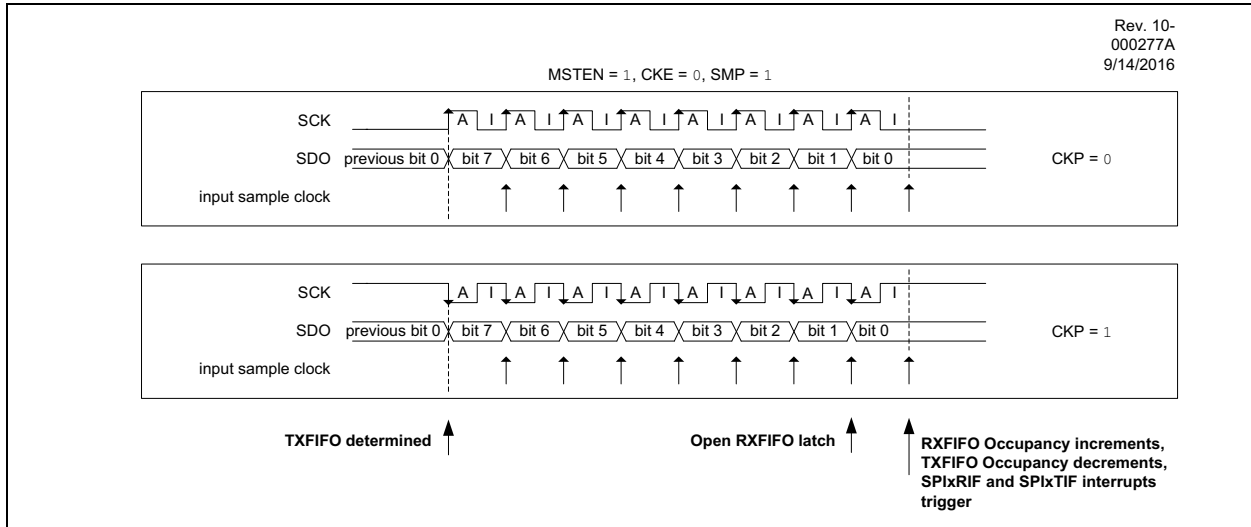 Rev. 10-
000277A
9/14/2016
MSTEN = 1, CKE = 0, SMP = 1
SCK A I A I A I A I A I A I A I A I
SDO previous bit 0 bit 7 bit 6 bit 5 bit 4 bit 3 bit 2 bit 1 bit 0 CKP = 0
input sample clock
SCK A I A I A I A I A I A I A I A I
SDO previous bit 0 bit 7 bit 6 bit 5 bit 4 bit 3 bit 2 bit 1 bit 0 CKP = 1
input sample clock
TXFIFO determined Open RXFIFO latch RXFIFO Occupancy increments,
TXFIFO Occupancy decrements,
SPIxRIF and SPIxTIF interrupts
trigger